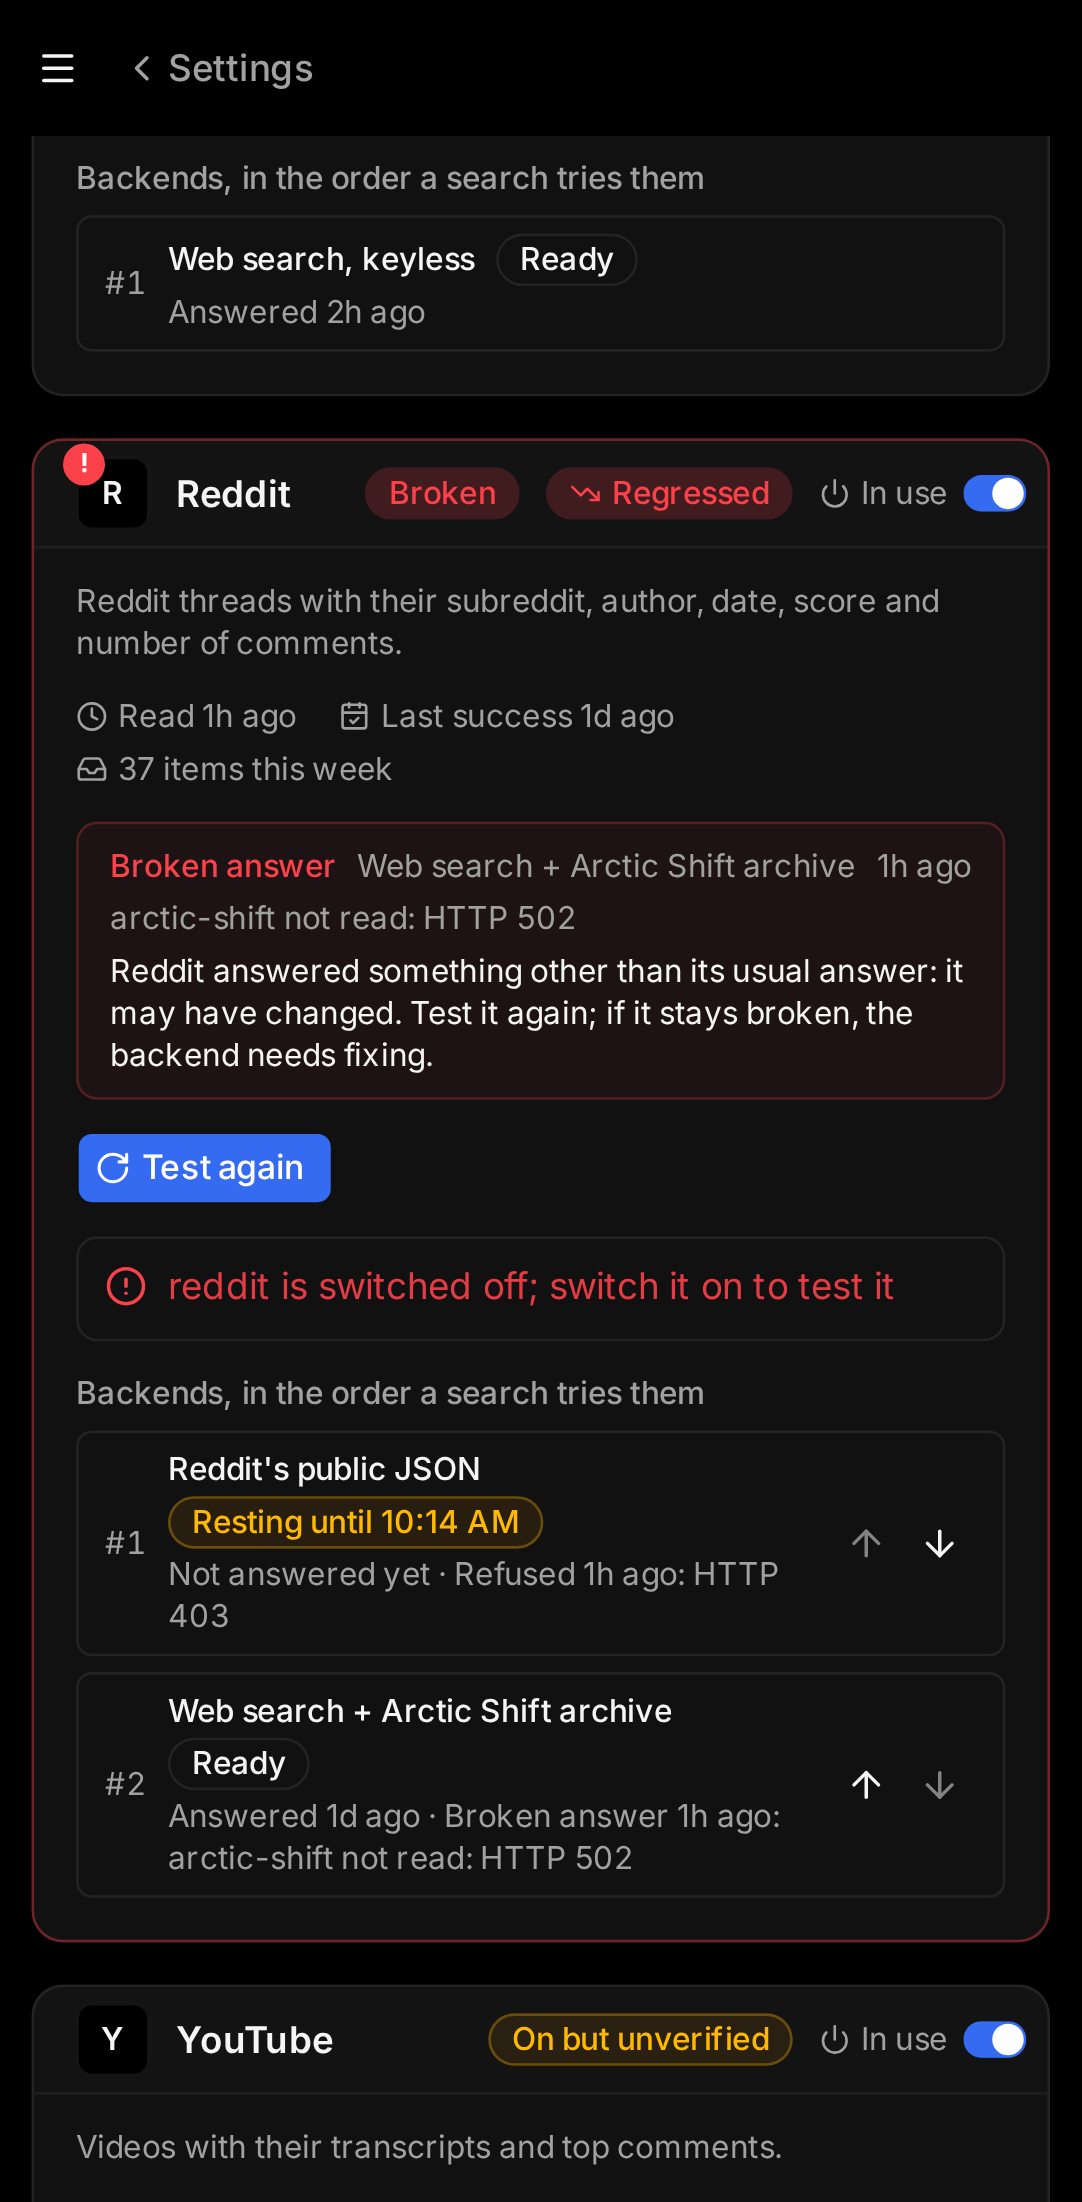 Settings
Backends, in the order a search tries them
#1
Web search, keyless Ready
Answered 2h ago
!
R Reddit Broken Regressed In use
Reddit threads with their subreddit, author, date, score and
number of comments.
Read 1h ago Last success 1d ago
37 items this week
Broken answer Web search + Arctic Shift archive 1h ago
arctic-shift not read: HTTP 502
Reddit answered something other than its usual answer: it
may have changed. Test it again; if it stays broken, the
backend needs fixing.
Test again
reddit is switched off; switch it on to test it
Backends, in the order a search tries them
#1
Reddit's public JSON
Resting until 10:14 AM
Not answered yet · Refused 1h ago: HTTP
403
#2
Web search + Arctic Shift archive
Ready
Answered 1d ago · Broken answer 1h ago:
arctic-shift not read: HTTP 502
Y YouTube On but unverified In use
Videos with their transcripts and top comments.